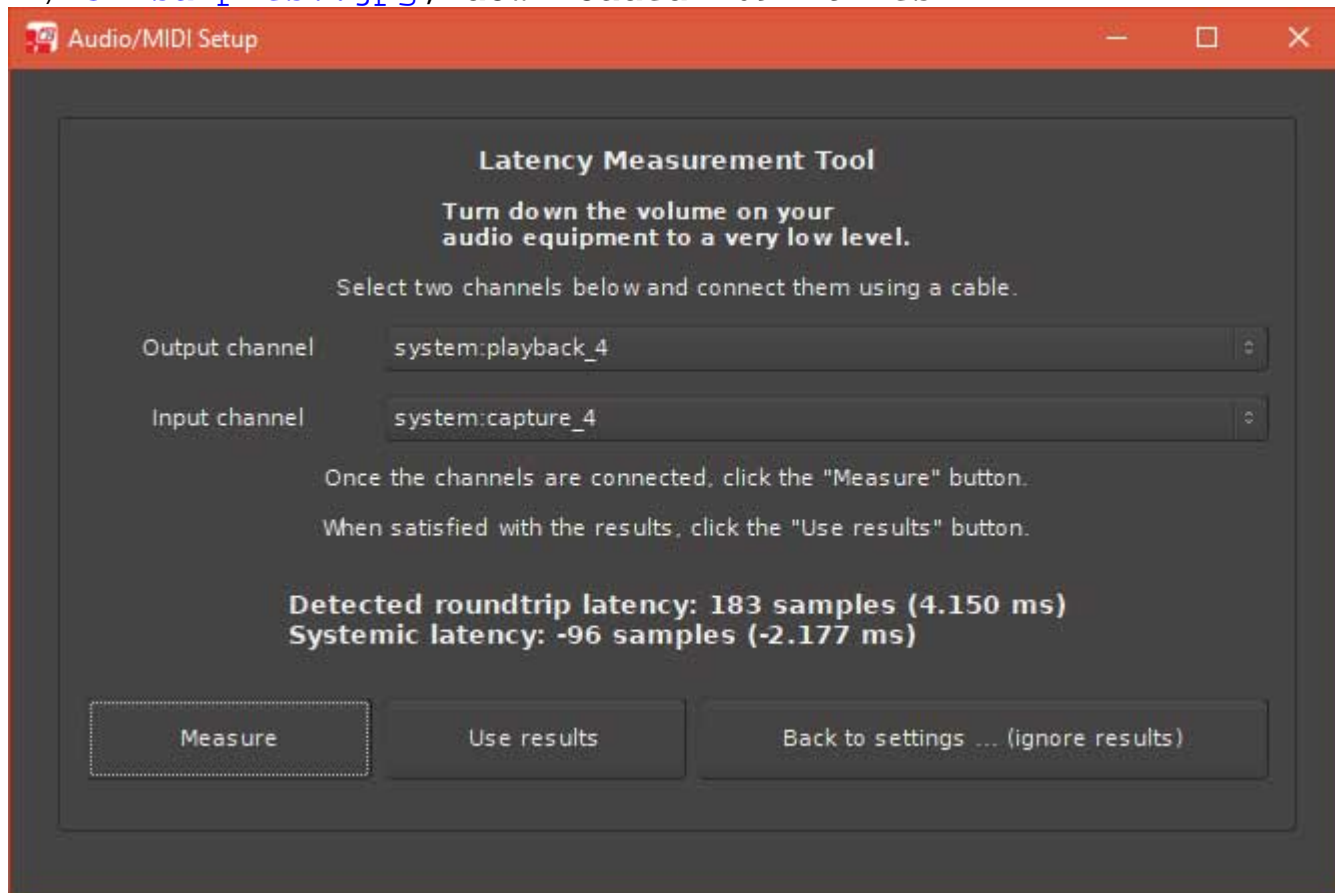 Audio/MIDI Setup
Latency Measurement Tool
Turn down the volume on your
audio equipment to a very low level.
Select two channels below and connect them using a cable.
Output channel system:playback_4
Input channel system:capture_4
Once the channels are connected, click the "Measure" button.
When satisfied with the results, click the "Use results" button.
Detected roundtrip latency: 183 samples (4.150 ms)
Systemic latency: -96 samples (-2.177 ms)
Measure Use results Back to settings ... (ignore results)